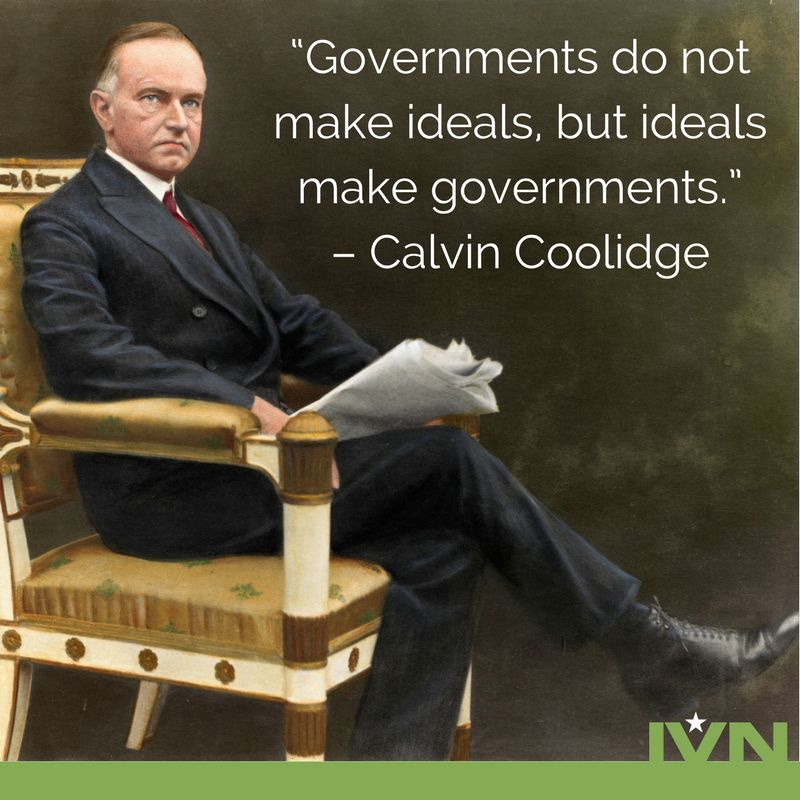 “Governments do not
make ideals, but ideals
make governments.”
– Calvin Coolidge
IVN